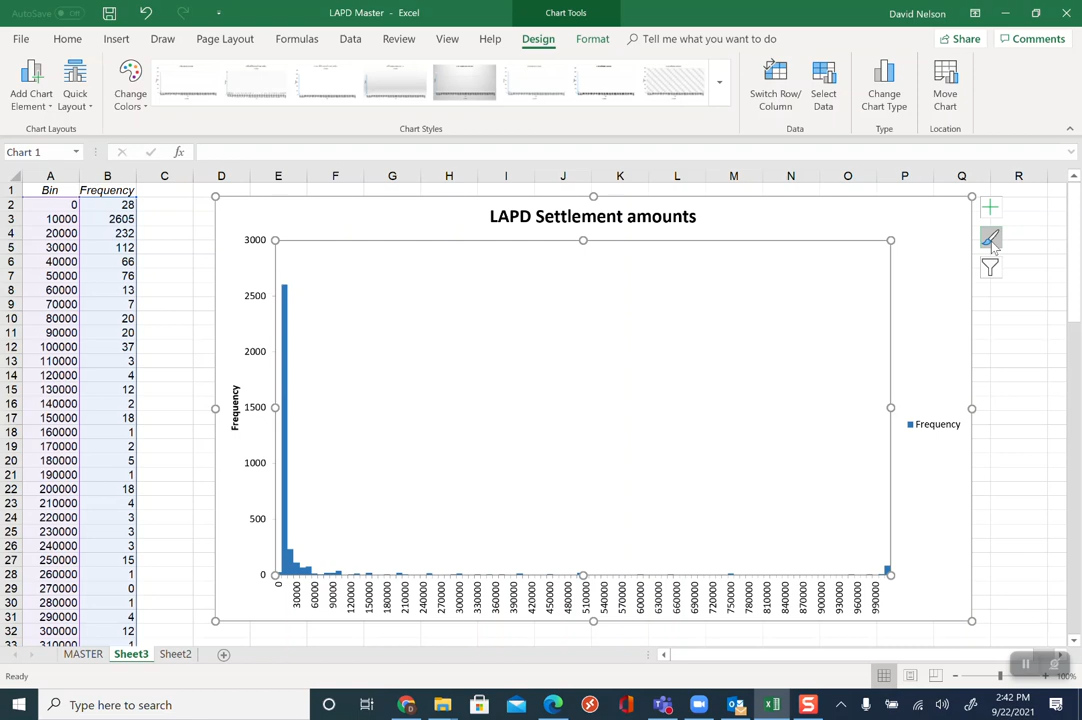 AutoSave Off
LAPD Master - Excel
Chart Tools
David Nelson
File Home Insert Draw Page Layout Formulas Data Review View Help Design Format Tell me what you want to do Share Comments
Add Chart Element
Quick Layout
Change Colors
Switch Row/ Column
Select Data
Change Chart Type
Move Chart
Chart Layouts
Chart Styles
Data
Type
Location
Chart 1
fx
A B C D E F G H I J K L M N O P Q R
1 Bin Frequency
2 0 28
3 10000 2605
4 20000 232
5 30000 112
6 40000 66
7 50000 76
8 60000 13
9 70000 7
10 80000 20
11 90000 20
12 100000 37
13 110000 3
14 120000 4
15 130000 12
16 140000 2
17 150000 18
18 160000 1
19 170000 2
20 180000 5
21 190000 1
22 200000 18
23 210000 4
24 220000 3
25 230000 3
26 240000 3
27 250000 15
28 260000 1
29 270000 0
30 280000 1
31 290000 4
32 300000 12
33 310000 1
LAPD Settlement amounts
3000
2500
2000
1500
1000
500
0
Frequency
Frequency
0 30000 60000 90000 120000 150000 180000 210000 240000 270000 300000 330000 360000 390000 420000 450000 480000 510000 540000 570000 600000 630000 660000 690000 720000 750000 780000 810000 840000 870000 900000 930000 960000 990000
MASTER Sheet3 Sheet2
Ready
100%
Type here to search
2:42 PM
9/22/2021